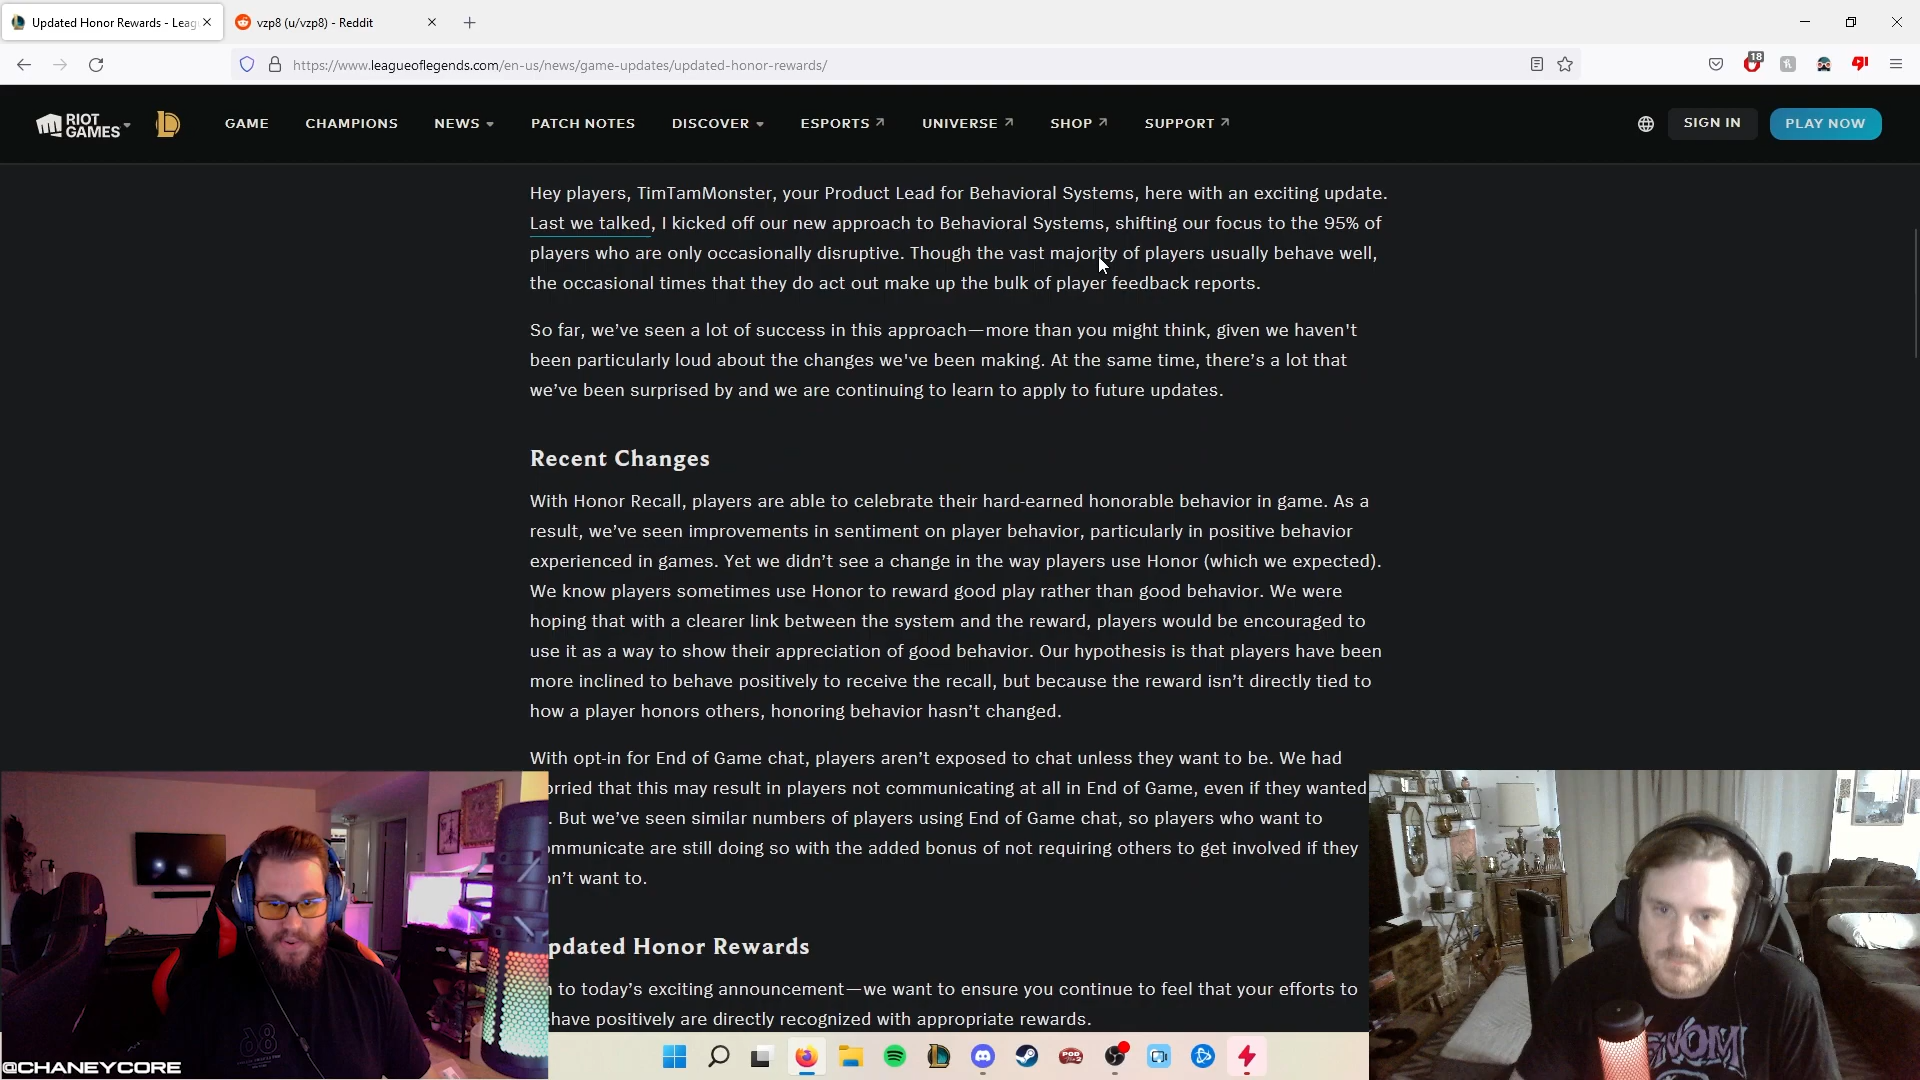 Updated Honor Rewards - Leag
vzp8 (u/vzp8) - Reddit
https://www.leagueoflegends.com/en-us/news/game-updates/updated-honor-rewards/
18
RIOT GAMES
GAME
CHAMPIONS
NEWS
PATCH NOTES
DISCOVER
ESPORTS
UNIVERSE
SHOP
SUPPORT
SIGN IN
PLAY NOW
Hey players, TimTamMonster, your Product Lead for Behavioral Systems, here with an exciting update.
Last we talked, I kicked off our new approach to Behavioral Systems, shifting our focus to the 95% of
players who are only occasionally disruptive. Though the vast majority of players usually behave well,
the occasional times that they do act out make up the bulk of player feedback reports.
So far, we’ve seen a lot of success in this approach—more than you might think, given we haven't
been particularly loud about the changes we've been making. At the same time, there’s a lot that
we’ve been surprised by and we are continuing to learn to apply to future updates.
Recent Changes
With Honor Recall, players are able to celebrate their hard-earned honorable behavior in game. As a
result, we’ve seen improvements in sentiment on player behavior, particularly in positive behavior
experienced in games. Yet we didn’t see a change in the way players use Honor (which we expected).
We know players sometimes use Honor to reward good play rather than good behavior. We were
hoping that with a clearer link between the system and the reward, players would be encouraged to
use it as a way to show their appreciation of good behavior. Our hypothesis is that players have been
more inclined to behave positively to receive the recall, but because the reward isn’t directly tied to
how a player honors others, honoring behavior hasn’t changed.
With opt-in for End of Game chat, players aren’t exposed to chat unless they want to be. We had
orried that this may result in players not communicating at all in End of Game, even if they wanted
. But we’ve seen similar numbers of players using End of Game chat, so players who want to
ommunicate are still doing so with the added bonus of not requiring others to get involved if they
on’t want to.
pdated Honor Rewards
n to today’s exciting announcement—we want to ensure you continue to feel that your efforts to
have positively are directly recognized with appropriate rewards.
@CHANEYCORE